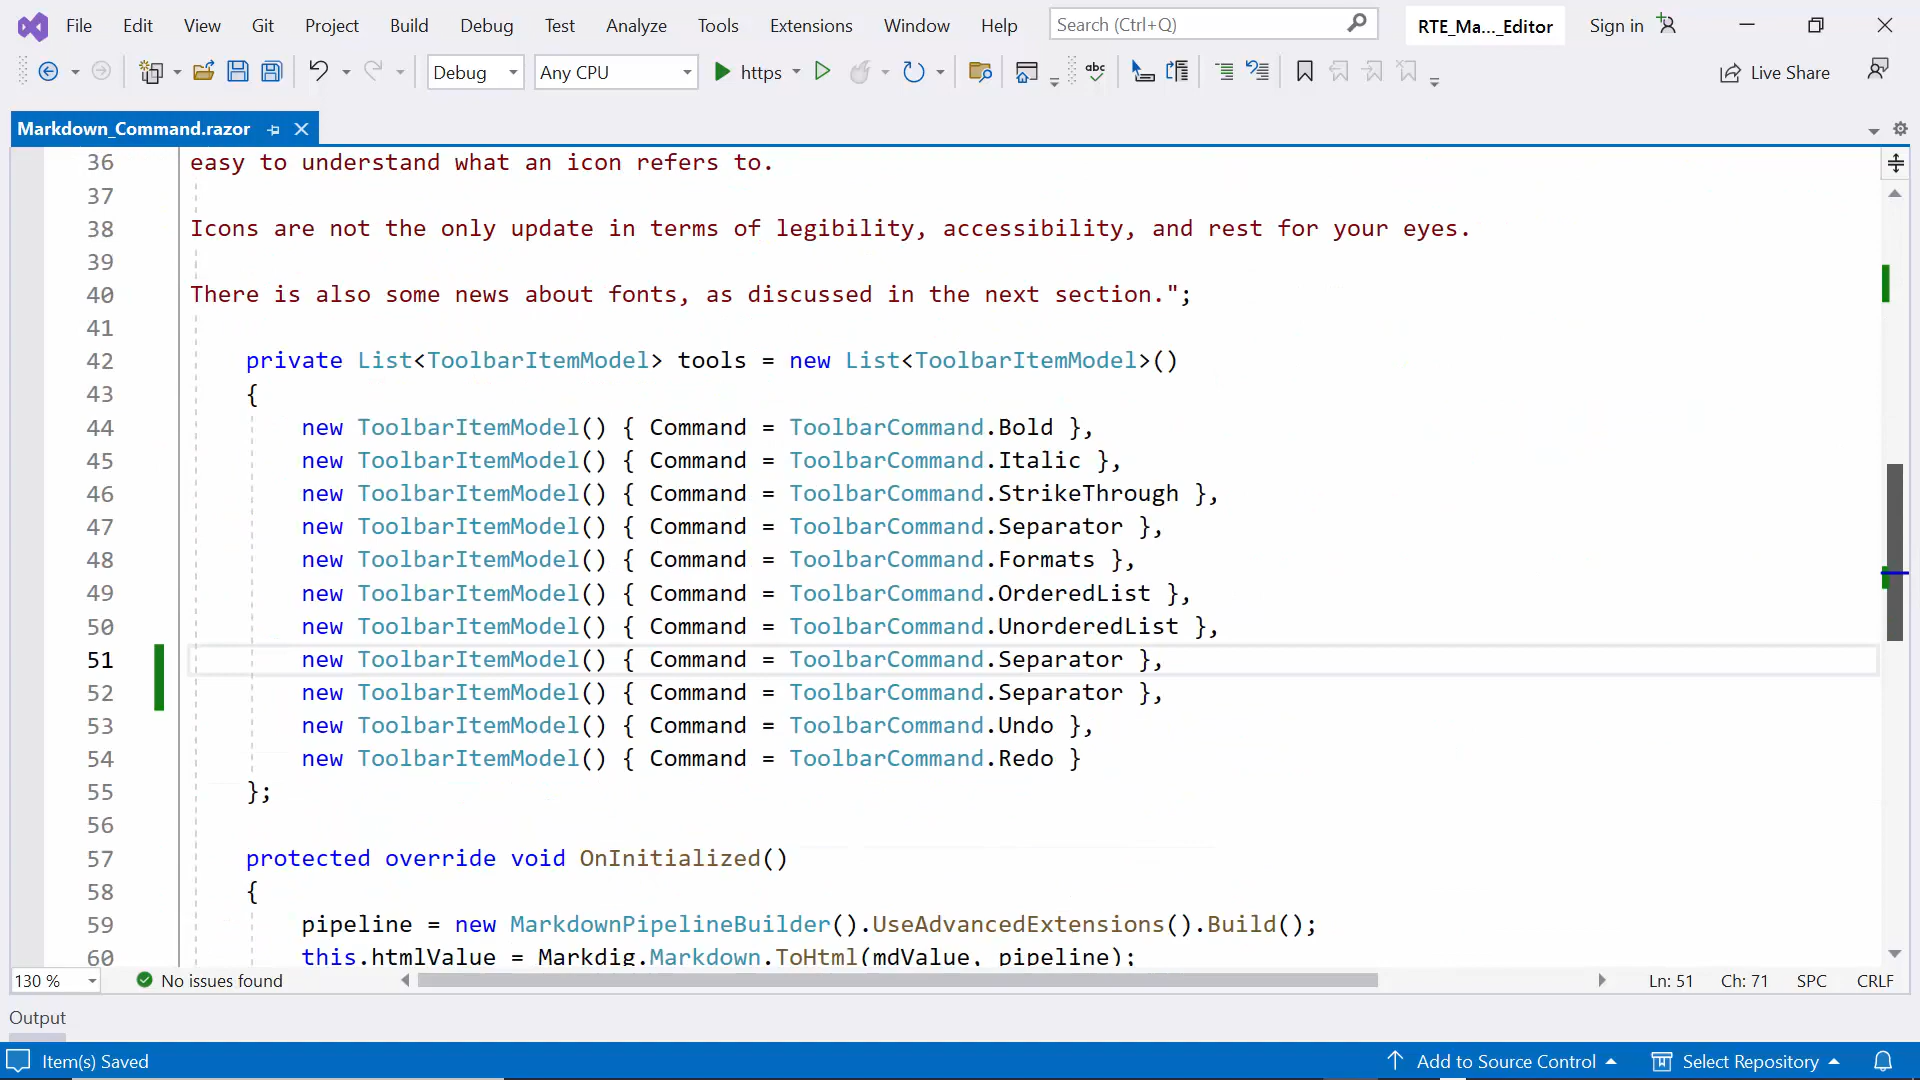 File Edit View Git Project Build Debug Test Analyze Tools Extensions Window Help Search (Ctrl+Q) RTE_Ma..._Editor Sign in
Debug Any CPU https abc Live Share
Markdown_Command.razor
36 easy to understand what an icon refers to.
37
38 Icons are not the only update in terms of legibility, accessibility, and rest for your eyes.
39
40 There is also some news about fonts, as discussed in the next section.";
41
42 private List<ToolbarItemModel> tools = new List<ToolbarItemModel>()
43 {
44 new ToolbarItemModel() { Command = ToolbarCommand.Bold },
45 new ToolbarItemModel() { Command = ToolbarCommand.Italic },
46 new ToolbarItemModel() { Command = ToolbarCommand.StrikeThrough },
47 new ToolbarItemModel() { Command = ToolbarCommand.Separator },
48 new ToolbarItemModel() { Command = ToolbarCommand.Formats },
49 new ToolbarItemModel() { Command = ToolbarCommand.OrderedList },
50 new ToolbarItemModel() { Command = ToolbarCommand.UnorderedList },
51 new ToolbarItemModel() { Command = ToolbarCommand.Separator },
52 new ToolbarItemModel() { Command = ToolbarCommand.Separator },
53 new ToolbarItemModel() { Command = ToolbarCommand.Undo },
54 new ToolbarItemModel() { Command = ToolbarCommand.Redo }
55 };
56
57 protected override void OnInitialized()
58 {
59 pipeline = new MarkdownPipelineBuilder().UseAdvancedExtensions().Build();
60 this.htmlValue = Markdig.Markdown.ToHtml(mdValue, pipeline);
130 % No issues found Ln: 51 Ch: 71 SPC CRLF
Output
Item(s) Saved Add to Source Control Select Repository